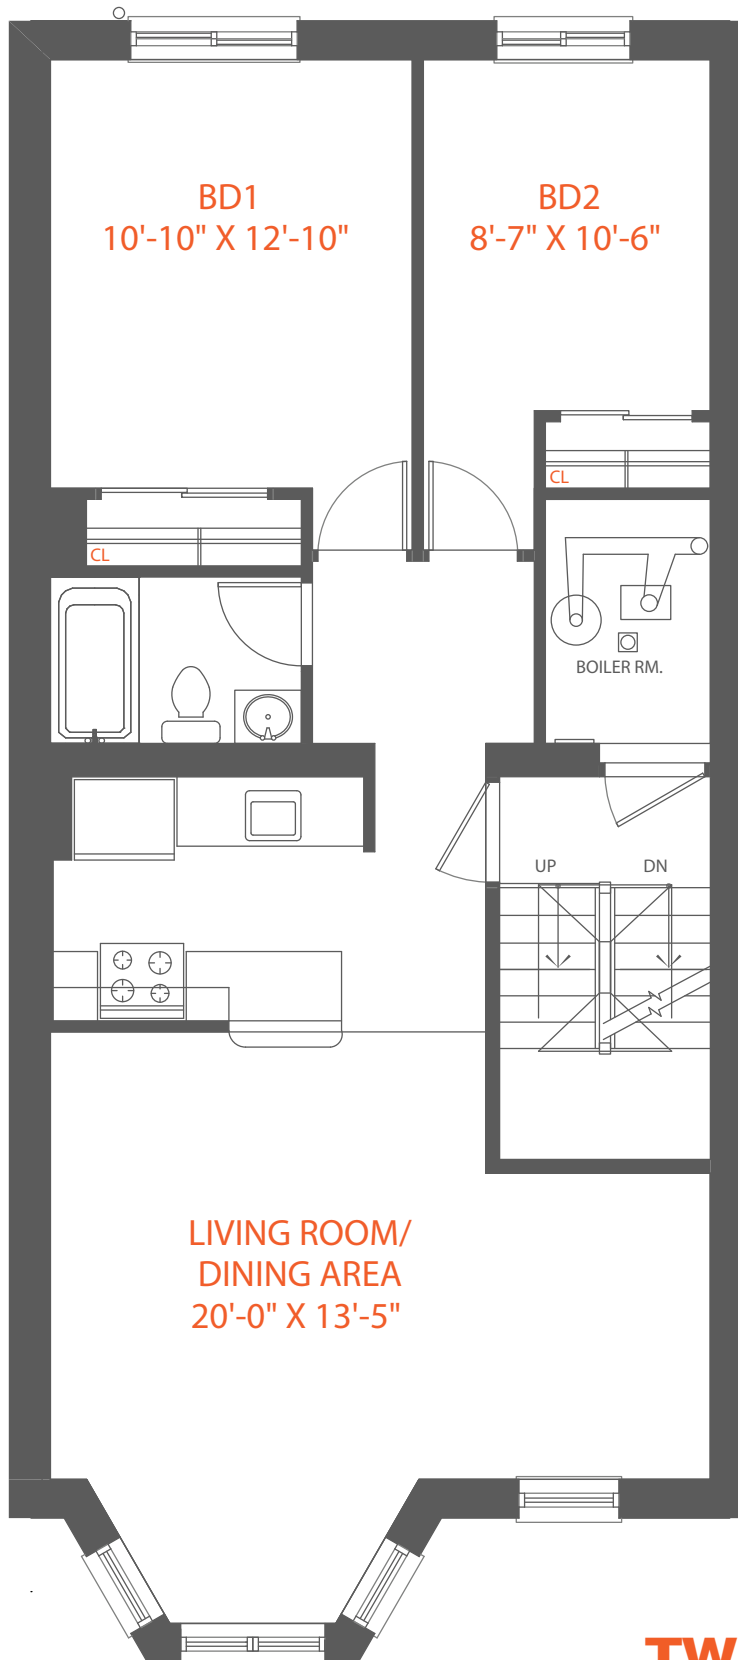 BD1
10'-10" X 12'-10"
BD2
8'-7" X 10'-6"
CL
CL
BOILER RM.
UP
DN
LIVING ROOM/
DINING AREA
20'-0" X 13'-5"
TW